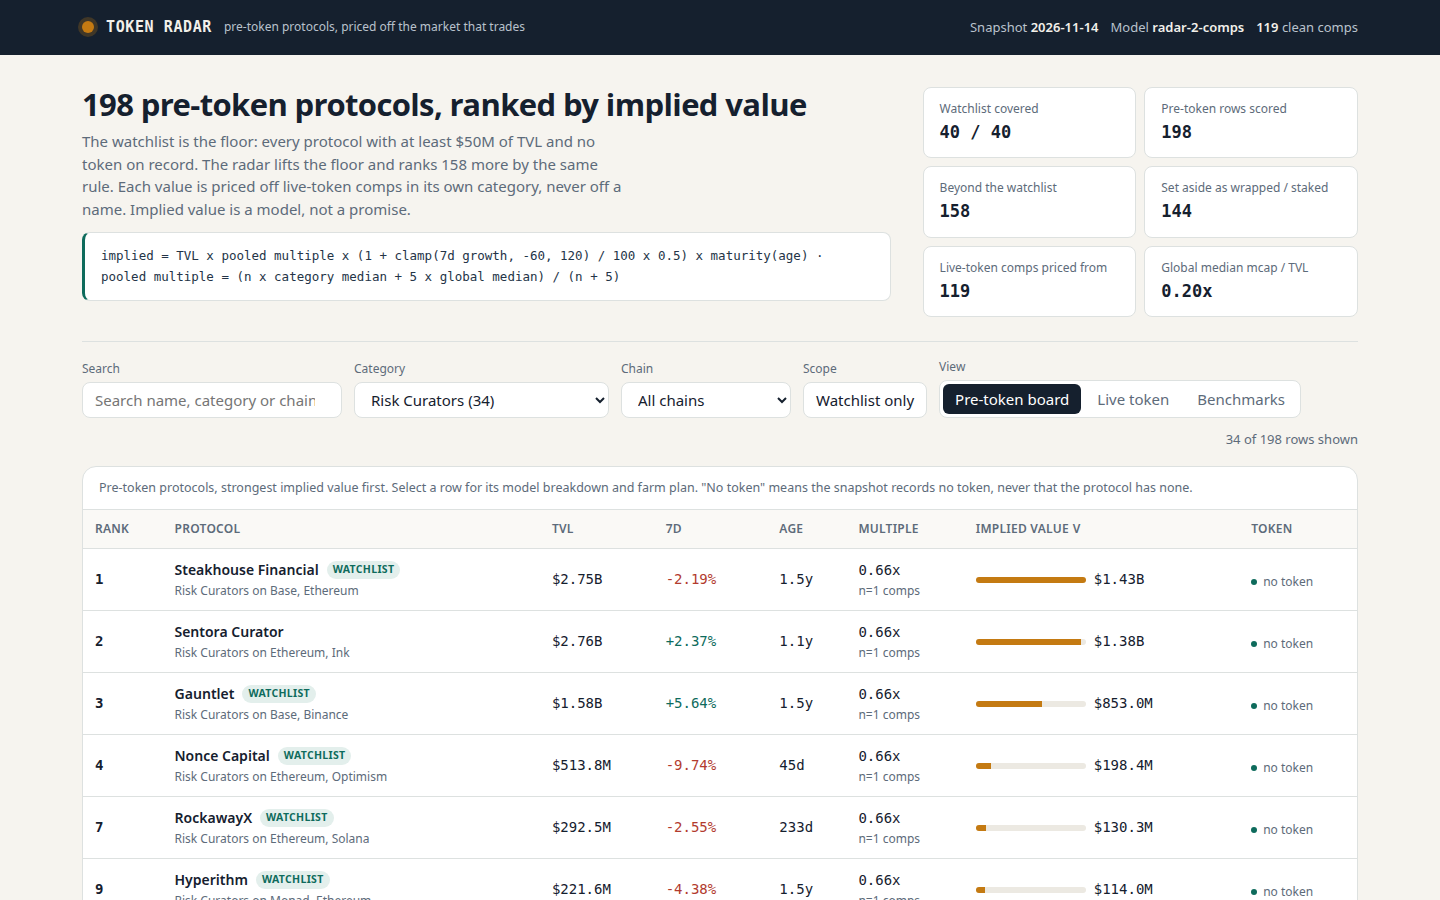 TOKEN RADAR pre-token protocols, priced off the market that trades Snapshot 2026-11-14 Model radar-2-comps 119 clean comps
198 pre-token protocols, ranked by implied value
The watchlist is the floor: every protocol with at least $50M of TVL and no
token on record. The radar lifts the floor and ranks 158 more by the same
rule. Each value is priced off live-token comps in its own category, never off a
name. Implied value is a model, not a promise.
implied = TVL x pooled multiple x (1 + clamp(7d growth, -60, 120) / 100 x 0.5) x maturity(age) ·
pooled multiple = (n x category median + 5 x global median) / (n + 5)
Watchlist covered
40 / 40
Pre-token rows scored
198
Beyond the watchlist
158
Set aside as wrapped / staked
144
Live-token comps priced from
119
Global median mcap / TVL
0.20x
Search
Search name, category or chain
Category
Risk Curators (34)
Chain
All chains
Scope
Watchlist only
View
Pre-token board Live token Benchmarks
34 of 198 rows shown
Pre-token protocols, strongest implied value first. Select a row for its model breakdown and farm plan. "No token" means the snapshot records no token, never that the protocol has none.
RANK PROTOCOL TVL 7D AGE MULTIPLE IMPLIED VALUE V TOKEN
1 Steakhouse Financial WATCHLIST $2.75B -2.19% 1.5y 0.66x $1.43B no token
Risk Curators on Base, Ethereum n=1 comps
2 Sentora Curator $2.76B +2.37% 1.1y 0.66x $1.38B no token
Risk Curators on Ethereum, Ink n=1 comps
3 Gauntlet WATCHLIST $1.58B +5.64% 1.5y 0.66x $853.0M no token
Risk Curators on Base, Binance n=1 comps
4 Nonce Capital WATCHLIST $513.8M -9.74% 45d 0.66x $198.4M no token
Risk Curators on Ethereum, Optimism n=1 comps
7 RockawayX WATCHLIST $292.5M -2.55% 233d 0.66x $130.3M no token
Risk Curators on Ethereum, Solana n=1 comps
9 Hyperithm WATCHLIST $221.6M -4.38% 1.5y 0.66x $114.0M no token
Risk Curators on Monad, Ethereum n=1 comps